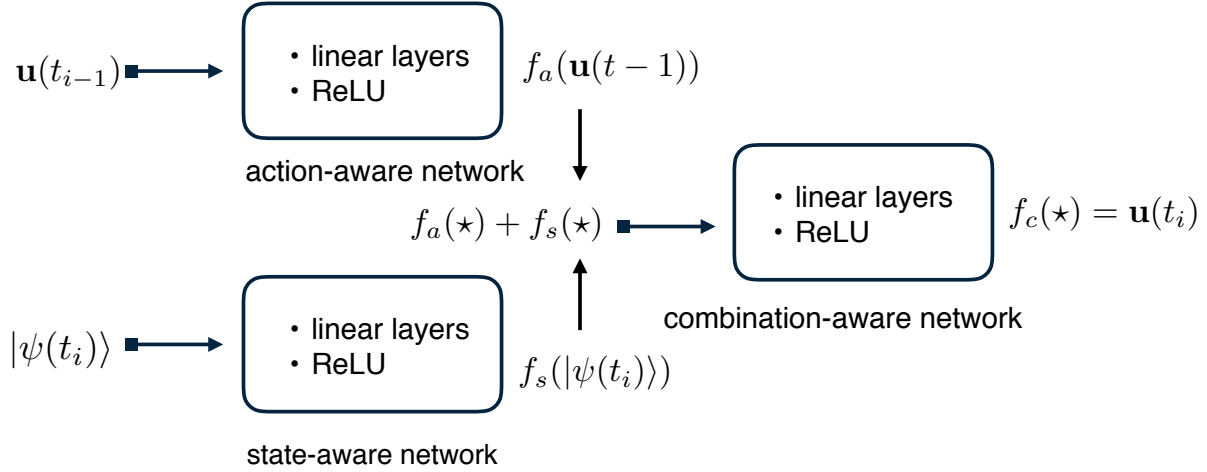 𝐮(t_{i−1})
• linear layers
• ReLU
f_a(𝐮(t − 1))
action-aware network
f_a(⋆) + f_s(⋆)
• linear layers
• ReLU
f_c(⋆) = 𝐮(t_i)
combination-aware network
|ψ(t_i)⟩
• linear layers
• ReLU
f_s(|ψ(t_i)⟩)
state-aware network